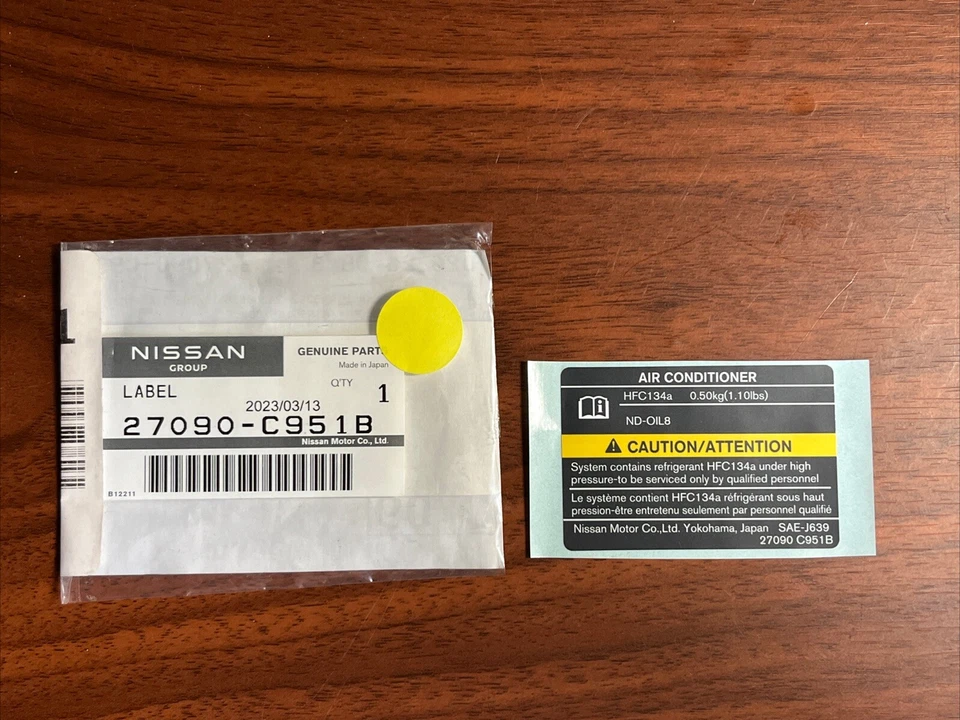 NISSAN
GROUP
GENUINE PART
Made in Japan
LABEL
Q'TY 1
2023/03/13
27090-C951B
Nissan Motor Co., Ltd.
B12211
1
AIR CONDITIONER
HFC134a 0.50kg(1.10lbs)
ND-OIL8
CAUTION/ATTENTION
System contains refrigerant HFC134a under high
pressure-to be serviced only by qualified personnel
Le système contient HFC134a réfrigérant sous haut
pression-être entretenu seulement par personnel qualifié
Nissan Motor Co.,Ltd. Yokohama, Japan SAE-J639
27090 C951B